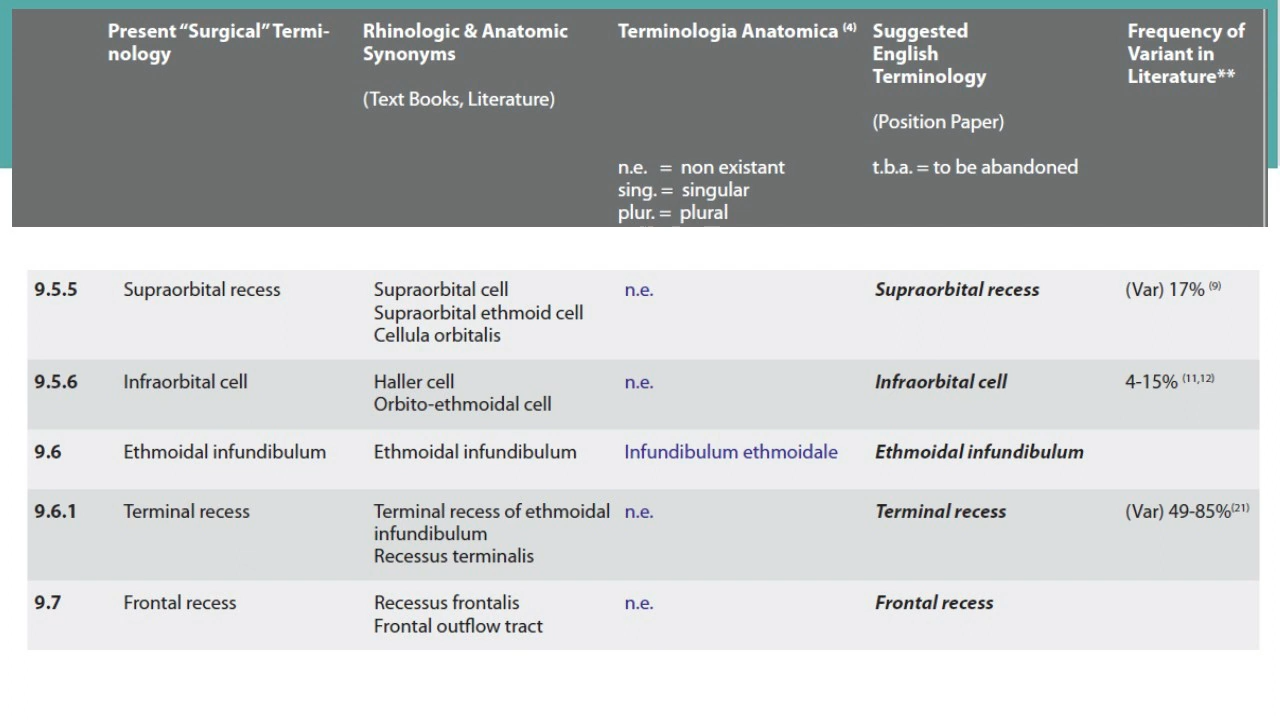 Present “Surgical” Termi-
nology
Rhinologic & Anatomic
Synonyms
(Text Books, Literature)
Terminologia Anatomica (4)
n.e. = non existant
sing. = singular
plur. = plural
Suggested
English
Terminology
(Position Paper)
t.b.a. = to be abandoned
Frequency of
Variant in
Literature**
9.5.5
Supraorbital recess
Supraorbital cell
Supraorbital ethmoid cell
Cellula orbitalis
n.e.
Supraorbital recess
(Var) 17% (9)
9.5.6
Infraorbital cell
Haller cell
Orbito-ethmoidal cell
n.e.
Infraorbital cell
4-15% (11,12)
9.6
Ethmoidal infundibulum
Ethmoidal infundibulum
Infundibulum ethmoidale
Ethmoidal infundibulum
9.6.1
Terminal recess
Terminal recess of ethmoidal
infundibulum
Recessus terminalis
n.e.
Terminal recess
(Var) 49-85%(21)
9.7
Frontal recess
Recessus frontalis
Frontal outflow tract
n.e.
Frontal recess